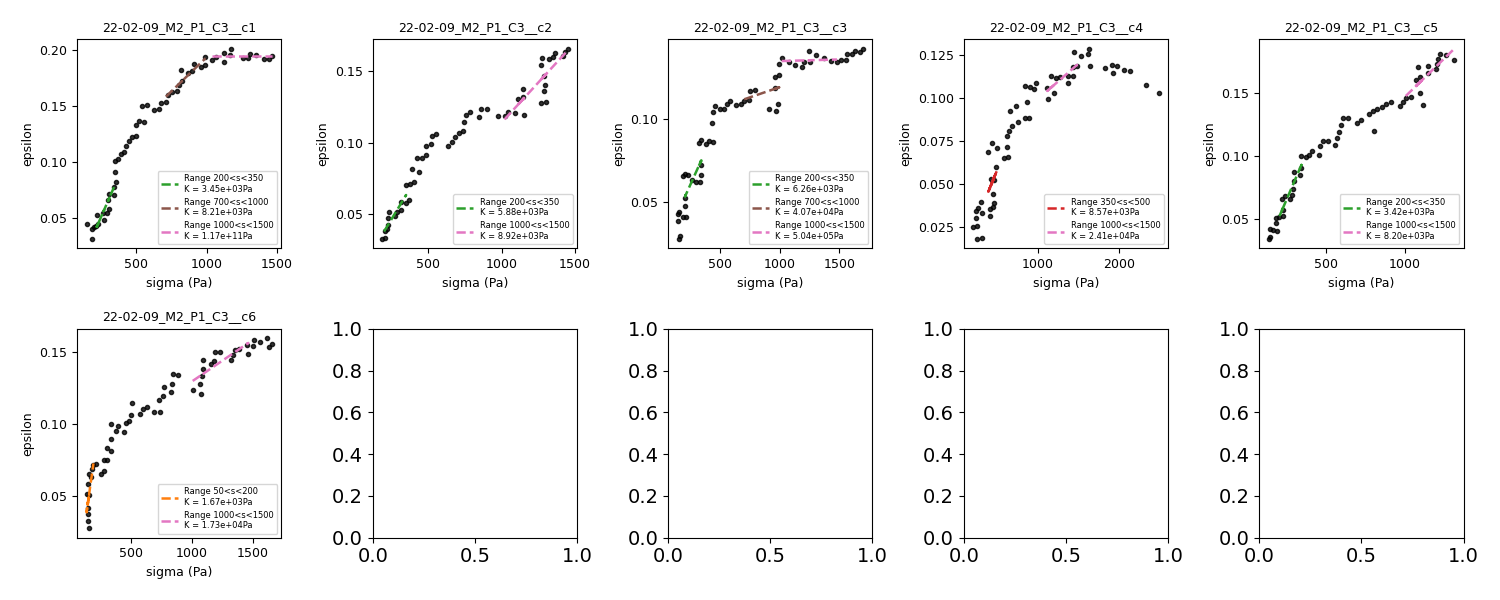 22-02-09_M2_P1_C3__c1
epsilon
0.20
0.15
0.10
0.05
Range 200<s<350
K = 3.45e+03Pa
Range 700<s<1000
K = 8.21e+03Pa
Range 1000<s<1500
K = 1.17e+11Pa
500
1000
1500
sigma (Pa)
22-02-09_M2_P1_C3__c2
epsilon
0.15
0.10
0.05
Range 200<s<350
K = 5.88e+03Pa
Range 1000<s<1500
K = 8.92e+03Pa
500
1000
1500
sigma (Pa)
22-02-09_M2_P1_C3__c3
epsilon
0.10
0.05
Range 200<s<350
K = 6.26e+03Pa
Range 700<s<1000
K = 4.07e+04Pa
Range 1000<s<1500
K = 5.04e+05Pa
500
1000
1500
sigma (Pa)
22-02-09_M2_P1_C3__c4
epsilon
0.125
0.100
0.075
0.050
0.025
Range 350<s<500
K = 8.57e+03Pa
Range 1000<s<1500
K = 2.41e+04Pa
1000
2000
sigma (Pa)
22-02-09_M2_P1_C3__c5
epsilon
0.15
0.10
0.05
Range 200<s<350
K = 3.42e+03Pa
Range 1000<s<1500
K = 8.20e+03Pa
500
1000
sigma (Pa)
22-02-09_M2_P1_C3__c6
epsilon
0.15
0.10
0.05
Range 50<s<200
K = 1.67e+03Pa
Range 1000<s<1500
K = 1.73e+04Pa
500
1000
1500
sigma (Pa)
1.0
0.8
0.6
0.4
0.2
0.0
0.0
0.5
1.0
1.0
0.8
0.6
0.4
0.2
0.0
0.0
0.5
1.0
1.0
0.8
0.6
0.4
0.2
0.0
0.0
0.5
1.0
1.0
0.8
0.6
0.4
0.2
0.0
0.0
0.5
1.0